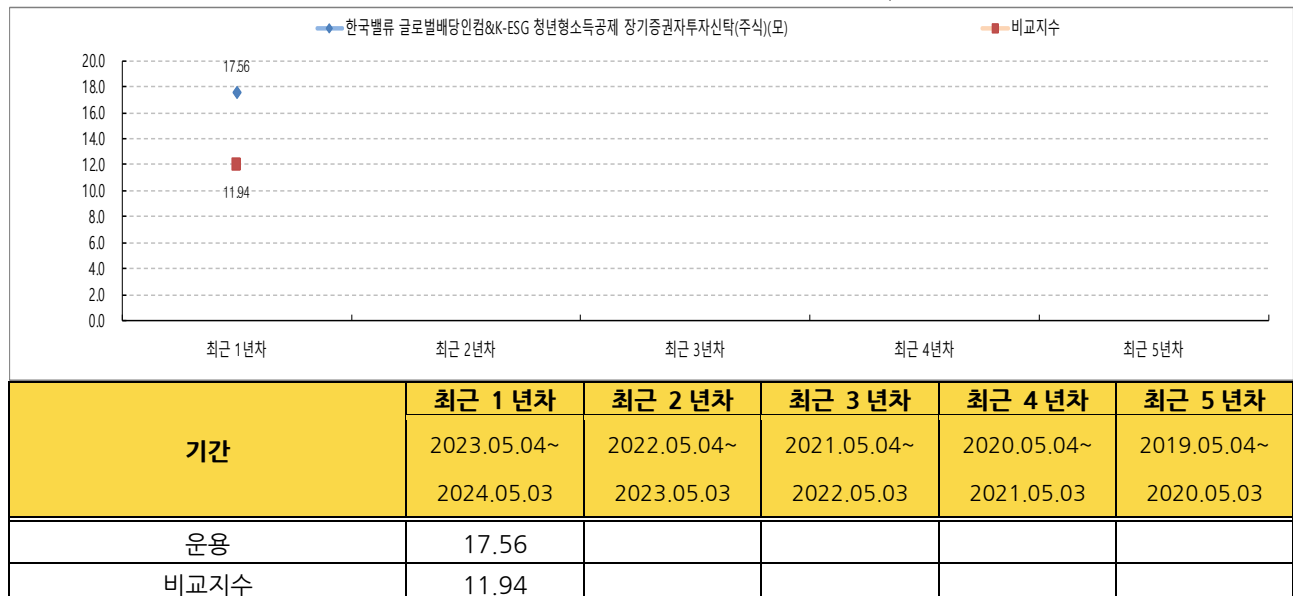 한국밸류 글로벌배당인컴&K-ESG 청년형소득공제 장기증권자투자신탁(주식)(모) 비교지수
20.0
18.0
16.0
14.0
12.0
10.0
8.0
6.0
4.0
2.0
0.0
17.56
11.94
최근 1년차 최근 2년차 최근 3년차 최근 4년차 최근 5년차
기간 최근 1 년차 최근 2 년차 최근 3 년차 최근 4 년차 최근 5 년차
2023.05.04~ 2022.05.04~ 2021.05.04~ 2020.05.04~ 2019.05.04~
2024.05.03 2023.05.03 2022.05.03 2021.05.03 2020.05.03
운용 17.56
비교지수 11.94